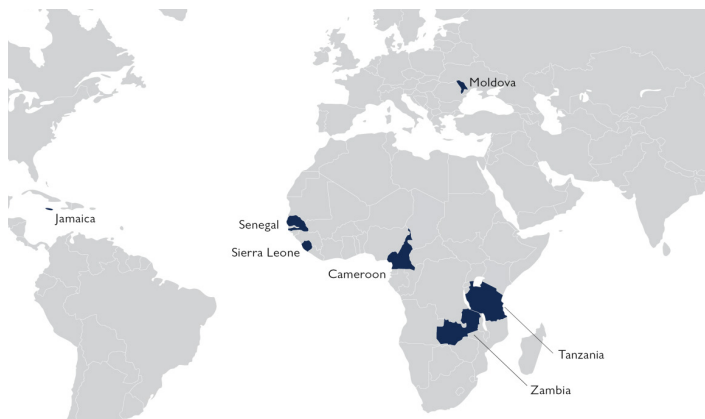 Moldova
Jamaica
Senegal
Sierra Leone
Cameroon
Tanzania
Zambia